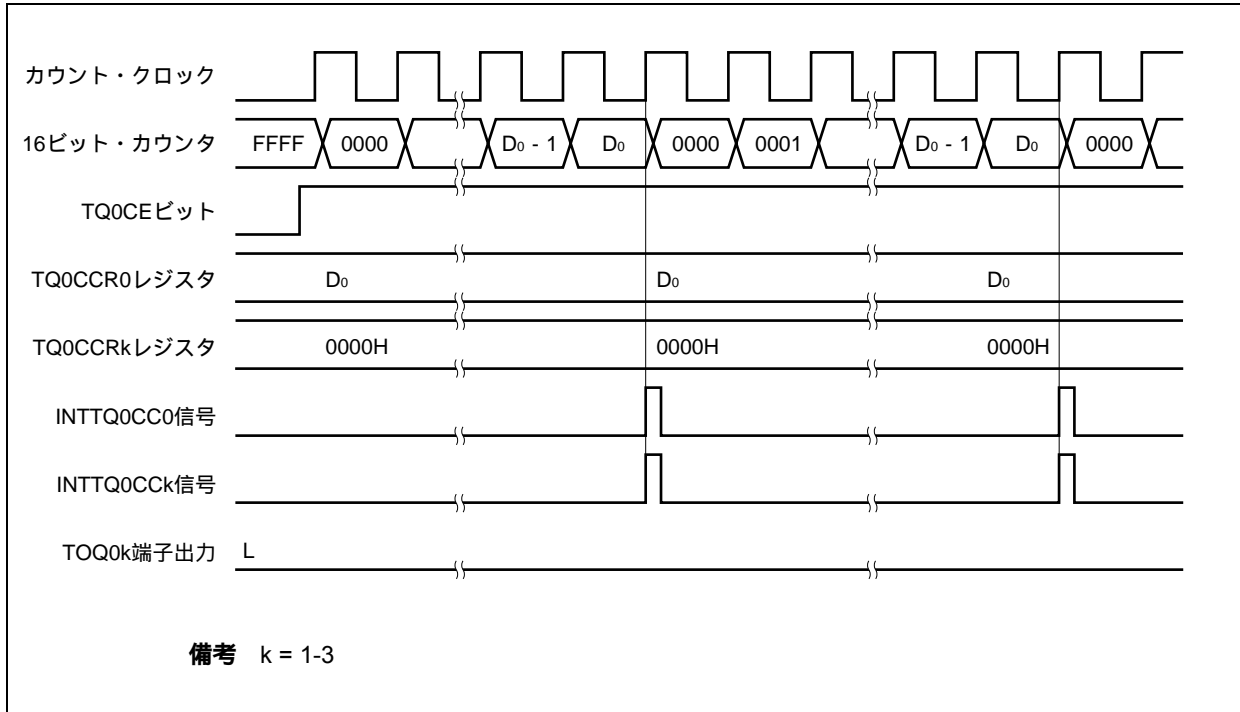 カウント・クロック
16ビット・カウンタ FFFF 0000 D₀ - 1 D₀ 0000 0001 D₀ - 1 D₀ 0000
TQ0CEビット
TQ0CCR0レジスタ D₀ D₀ D₀
TQ0CCRkレジスタ 0000H 0000H 0000H
INTTQ0CC0信号
INTTQ0CCk信号
TOQ0k端子出力 L
備考 k = 1-3